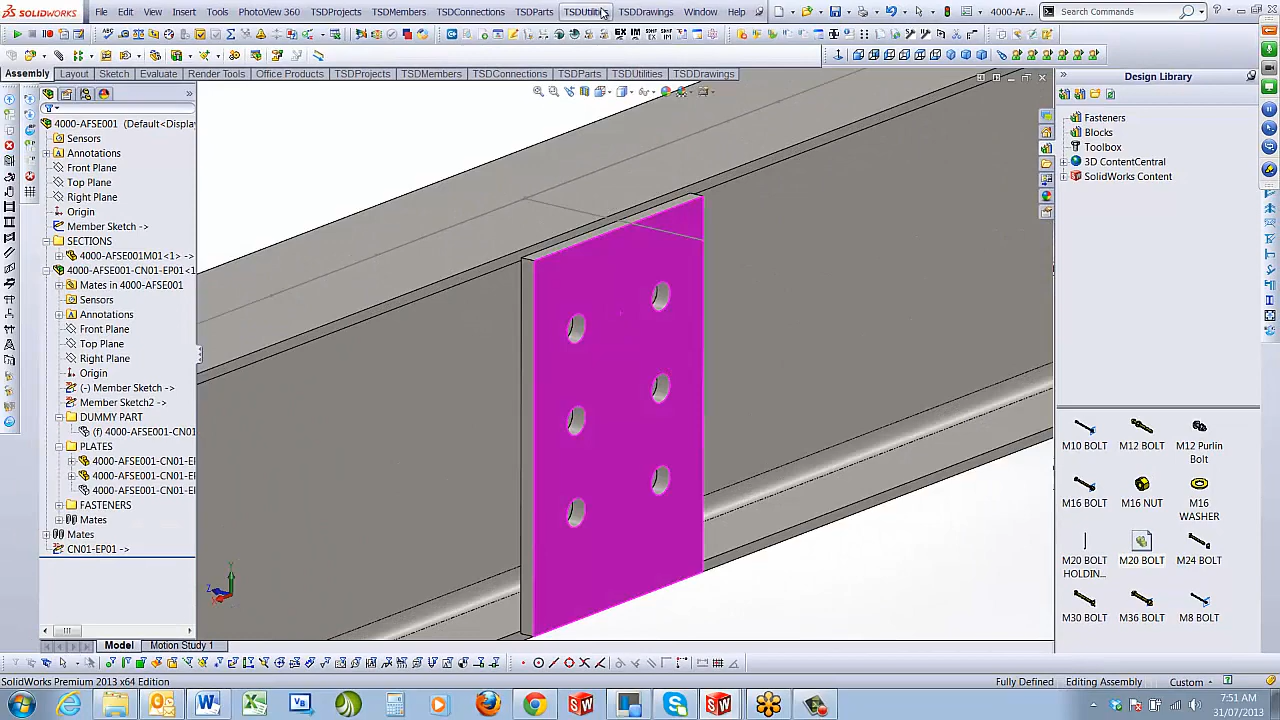 SOLIDWORKS
File Edit View Insert Tools PhotoView 360 TSDProjects TSDMembers TSDConnections TSDParts TSDUtilities TSDDrawings Window Help
4000-AF... Search Commands
Assembly Layout Sketch Evaluate Render Tools Office Products TSDProjects TSDMembers TSDConnections TSDParts TSDUtilities TSDDrawings
Design Library
4000-AFSE001 (Default<Display
Sensors
Annotations
Front Plane
Top Plane
Right Plane
Origin
Member Sketch ->
SECTIONS
4000-AFSE001M01<1> ->
4000-AFSE001-CN01-EP01<1
Mates in 4000-AFSE001
Sensors
Annotations
Front Plane
Top Plane
Right Plane
Origin
(-) Member Sketch ->
Member Sketch2 ->
DUMMY PART
(f) 4000-AFSE001-CN01
PLATES
4000-AFSE001-CN01-EI
4000-AFSE001-CN01-EI
4000-AFSE001-CN01-EI
FASTENERS
Mates
Mates
CN01-EP01 ->
Fasteners
Blocks
Toolbox
3D ContentCentral
SolidWorks Content
M10 BOLT M12 BOLT M12 Purlin Bolt
M16 BOLT M16 NUT M16 WASHER
M20 BOLT HOLDIN... M20 BOLT M24 BOLT
M30 BOLT M36 BOLT M8 BOLT
Y
Z
X
Model Motion Study 1
SolidWorks Premium 2013 x64 Edition
Fully Defined Editing Assembly Custom
7:51 AM
31/07/2013